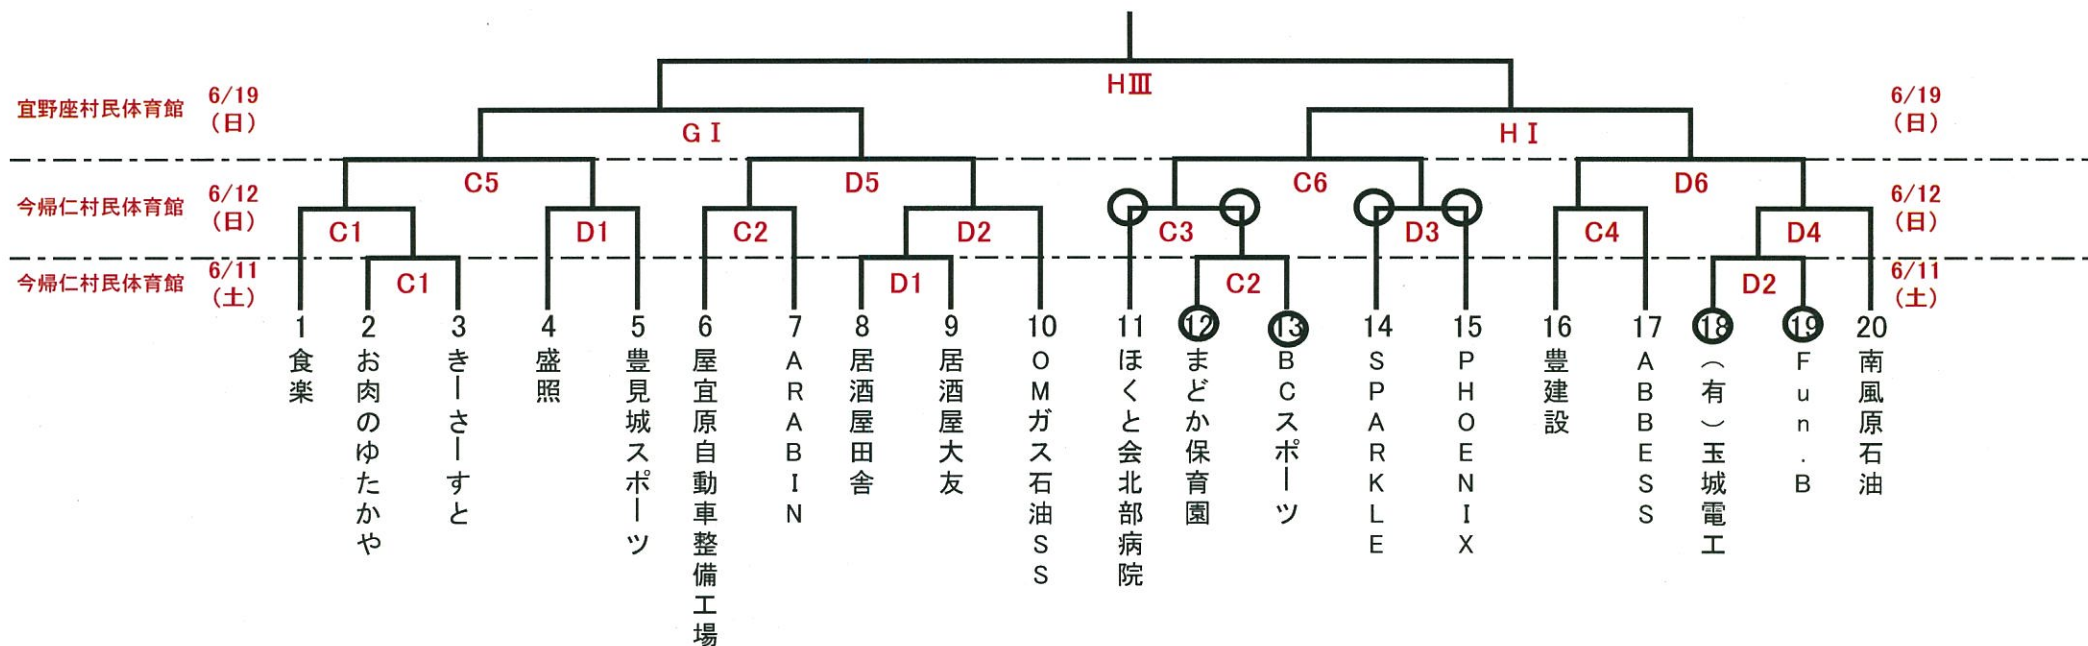 HⅢ
宜野座村民体育館 6/19 (日)
6/19 (日)
GⅠ
HⅠ
C5
D5
C6
D6
今帰仁村民体育館 6/12 (日)
6/12 (日)
C1
D1
C2
D2
C3
D3
C4
D4
今帰仁村民体育館 6/11 (土)
6/11 (土)
C1
D1
C2
D2
1 食楽
2 お肉のゆたかや
3 きーさーすと
4 盛照
5 豊見城スポーツ
6 屋宜原自動車整備工場
7 ARABIN
8 居酒屋田舎
9 居酒屋大友
10 OMガス石油SS
11 ほくと会北部病院
12 まどか保育園
13 BCスポーツ
14 SPARKLE
15 PHOENIX
16 豊建設
17 ABBESS
18 (有)玉城電工
19 Fun.B
20 南風原石油